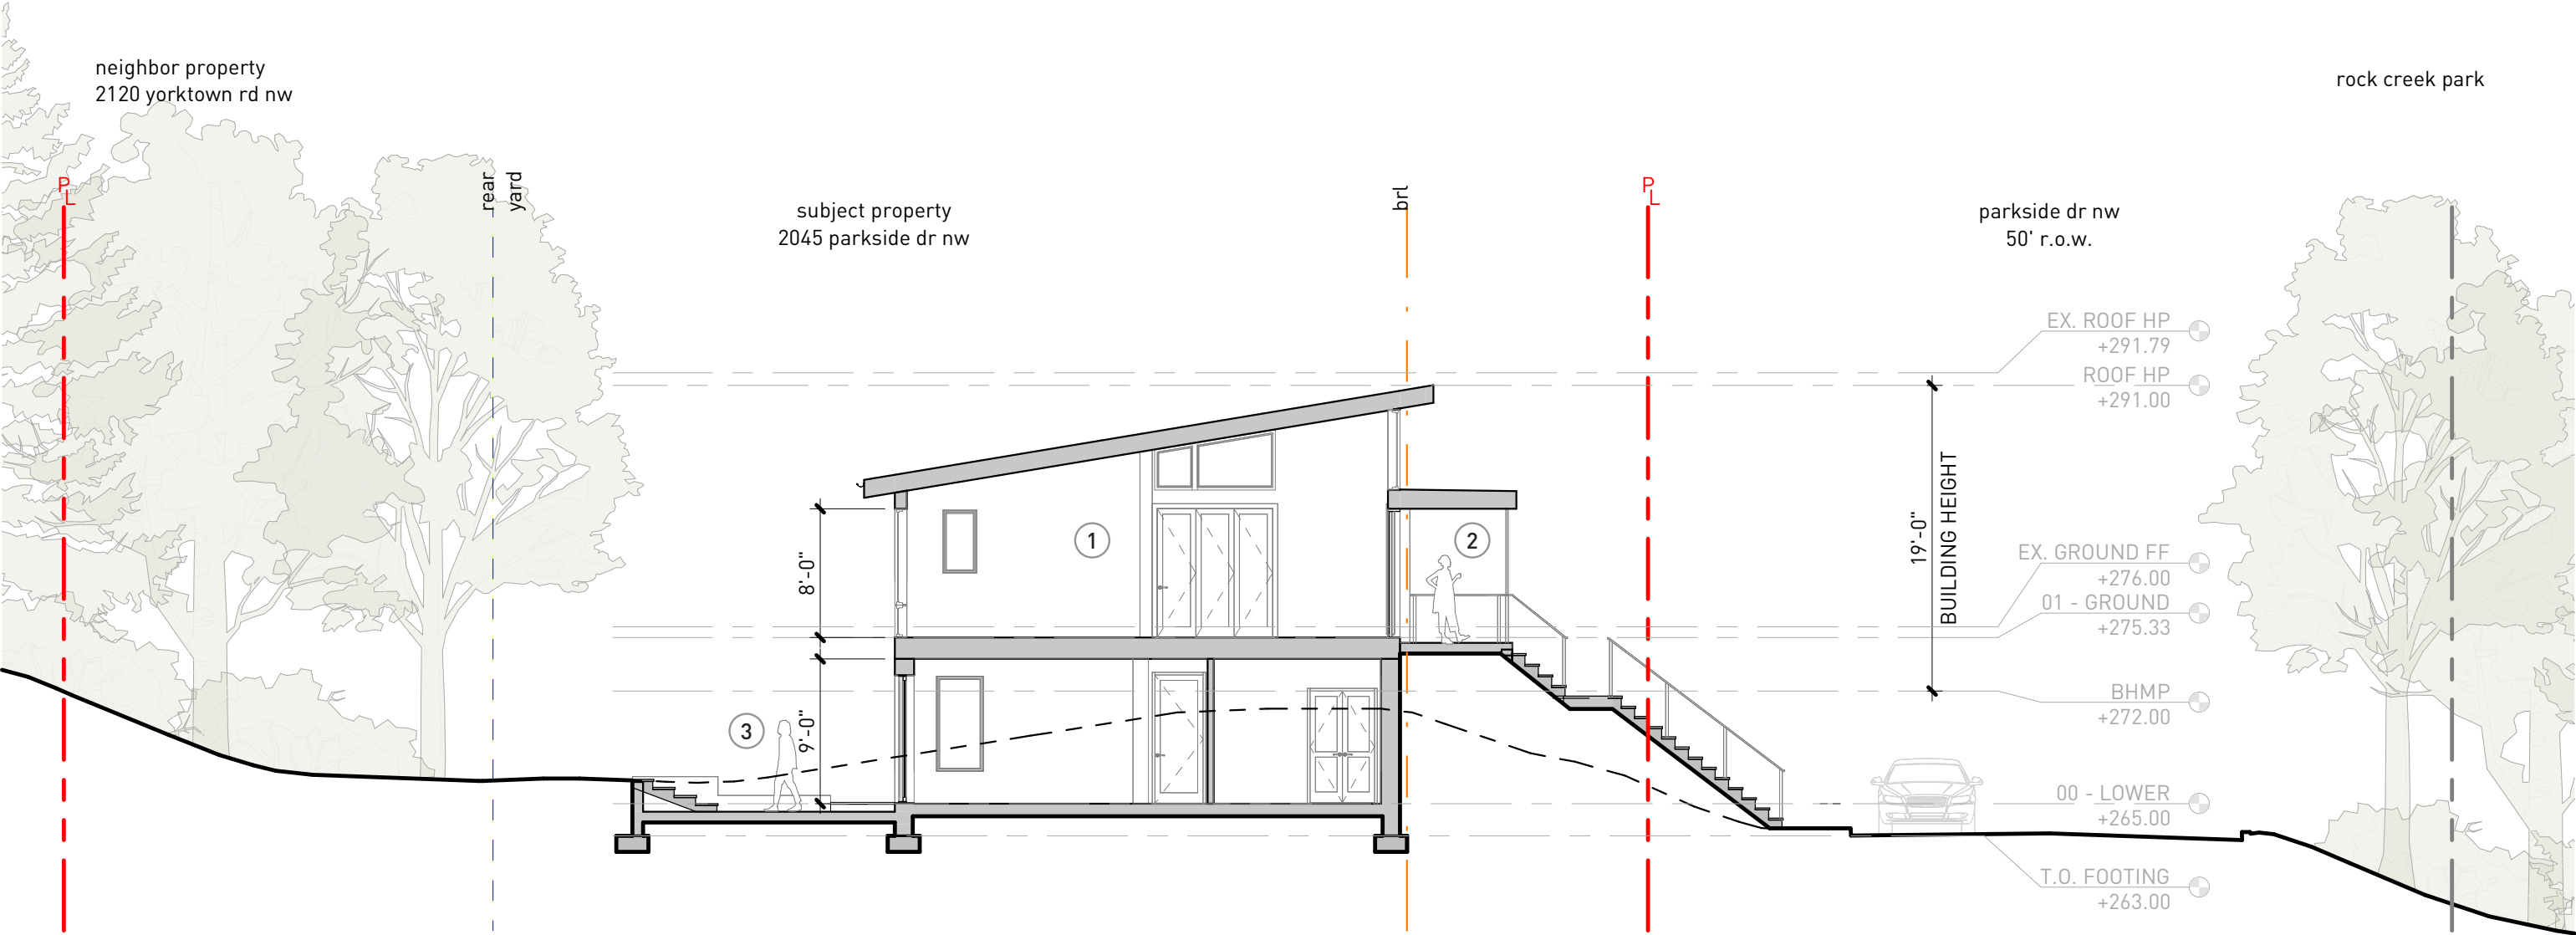 neighbor property
2120 yorktown rd nw
rock creek park
PL
rear
yard
subject property
2045 parkside dr nw
brl
PL
parkside dr nw
50' r.o.w.
EX. ROOF HP
+291.79
ROOF HP
+291.00
1
2
8'-0"
19'-0"
BUILDING HEIGHT
EX. GROUND FF
+276.00
01 - GROUND
+275.33
BHMP
+272.00
3
9'-0"
00 - LOWER
+265.00
T.O. FOOTING
+263.00